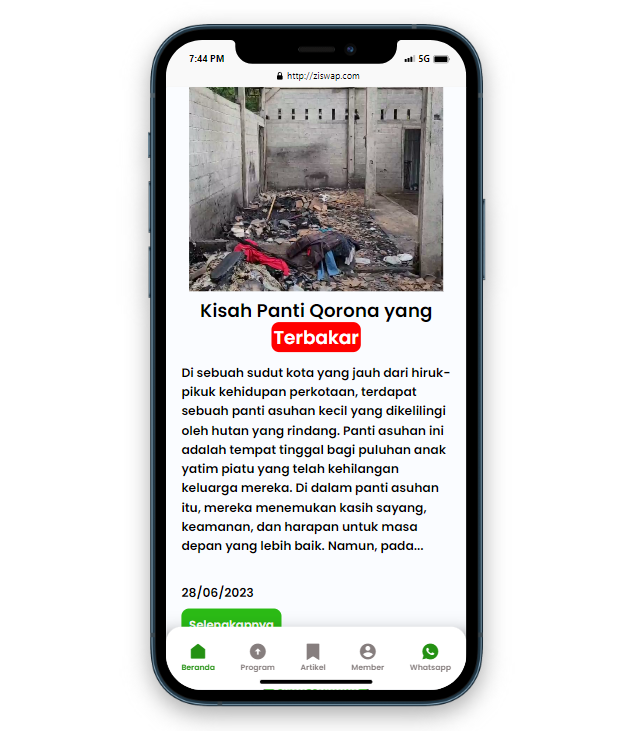 7:44 PM
5G
http://ziswap.com
Kisah Panti Qorona yang
Terbakar
Di sebuah sudut kota yang jauh dari hiruk-
pikuk kehidupan perkotaan, terdapat
sebuah panti asuhan kecil yang dikelilingi
oleh hutan yang rindang. Panti asuhan ini
adalah tempat tinggal bagi puluhan anak
yatim piatu yang telah kehilangan
keluarga mereka. Di dalam panti asuhan
itu, mereka menemukan kasih sayang,
keamanan, dan harapan untuk masa
depan yang lebih baik. Namun, pada...
28/06/2023
Selengkapnya
Beranda Program Artikel Member Whatsapp